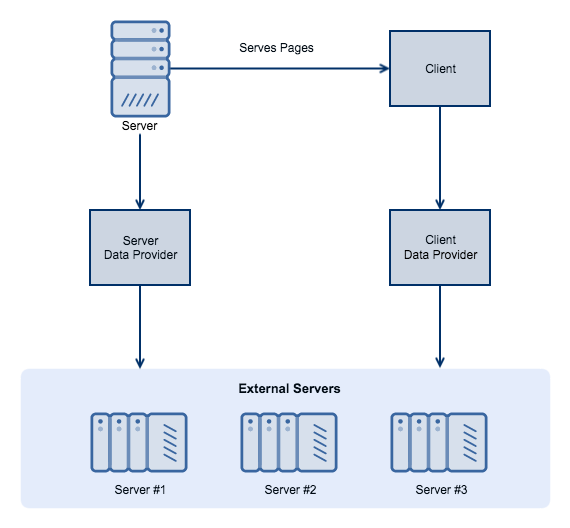 Serves Pages
Client
Server
Server
Data Provider
Client
Data Provider
External Servers
Server #1
Server #2
Server #3